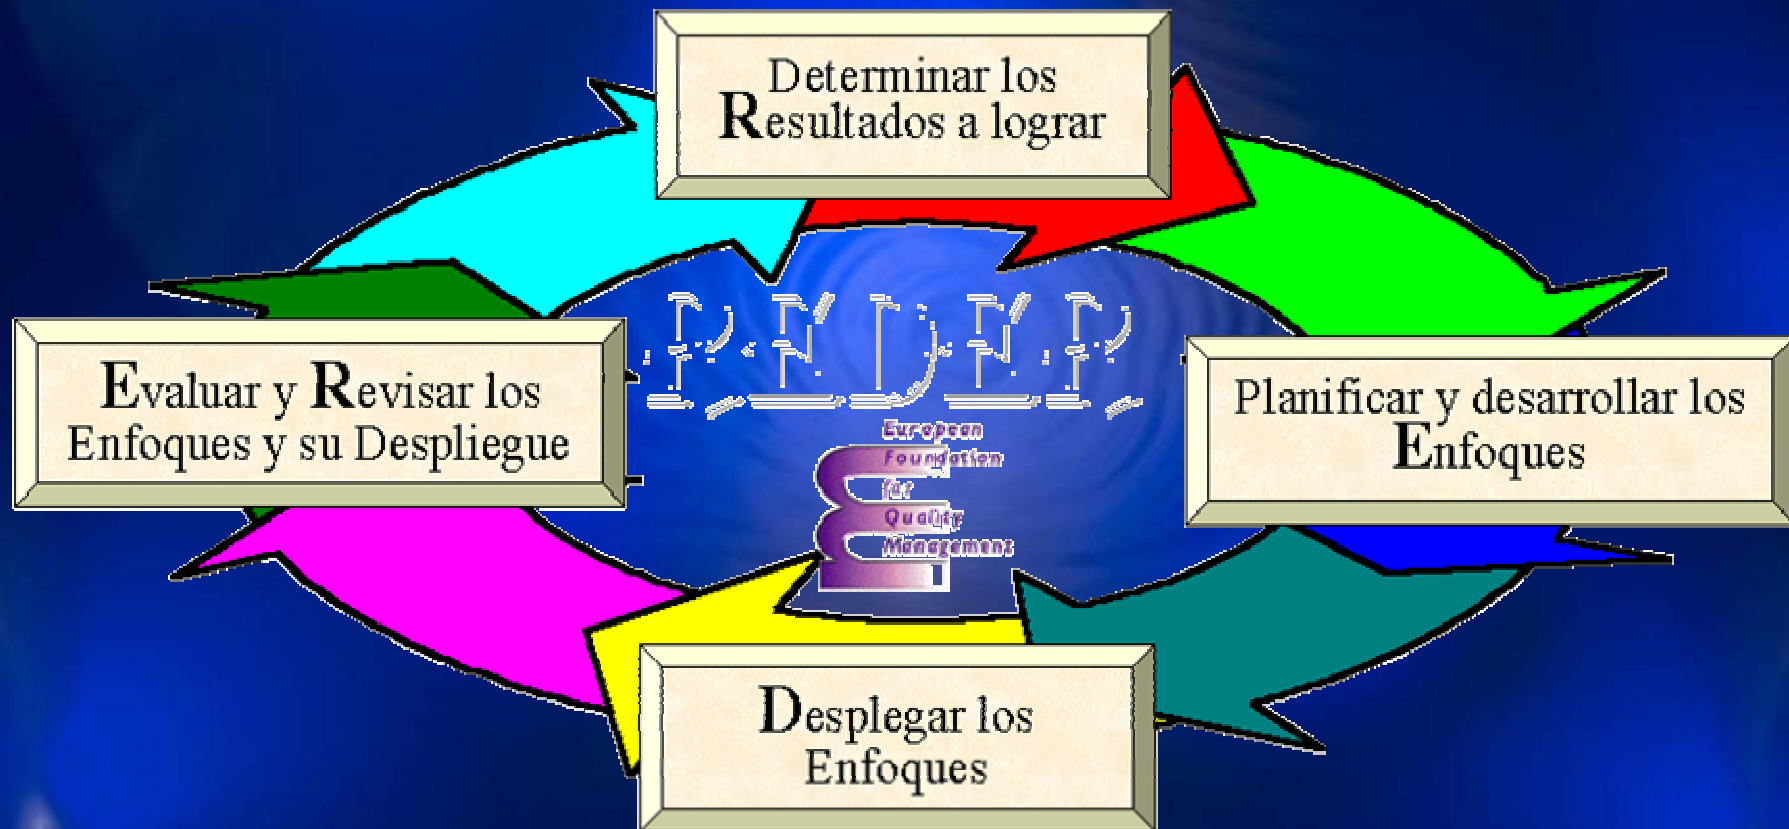 Determinar los
Resultados a lograr
Evaluar y Revisar los
Enfoques y su Despliegue
Planificar y desarrollar los
Enfoques
R.E.D.E.R.
European
Foundation
for
Quality
Management
Desplegar los
Enfoques